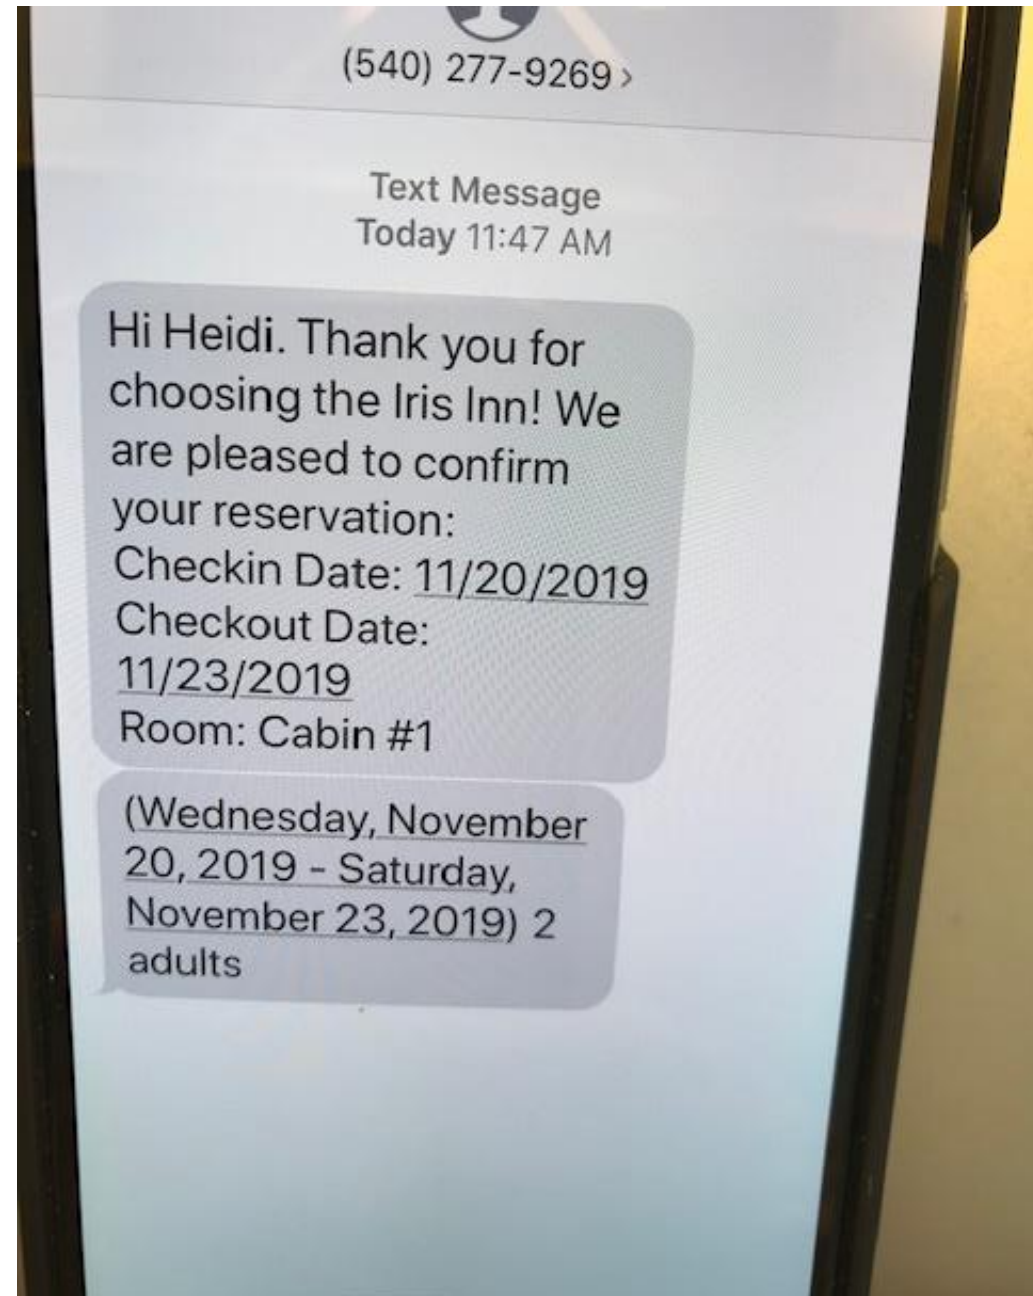 (540) 277-9269 >
Text Message
Today 11:47 AM
Hi Heidi. Thank you for
choosing the Iris Inn! We
are pleased to confirm
your reservation:
Checkin Date: 11/20/2019
Checkout Date:
11/23/2019
Room: Cabin #1
(Wednesday, November
20, 2019 - Saturday,
November 23, 2019) 2
adults